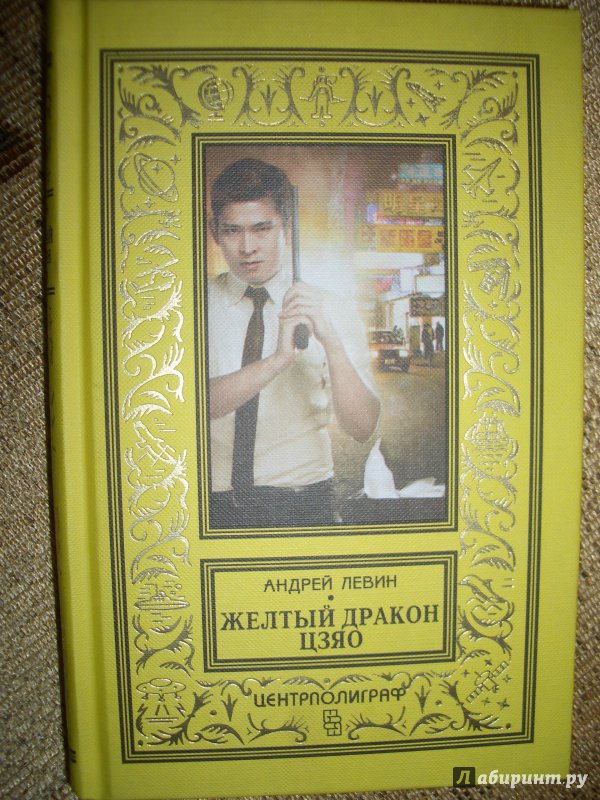 АНДРЕЙ ЛЕВИН
ЖЕЛТЫЙ ДРАКОН
ЦЗЯО
ЦЕНТРПОЛИГРАФ
Лабиринт.ру